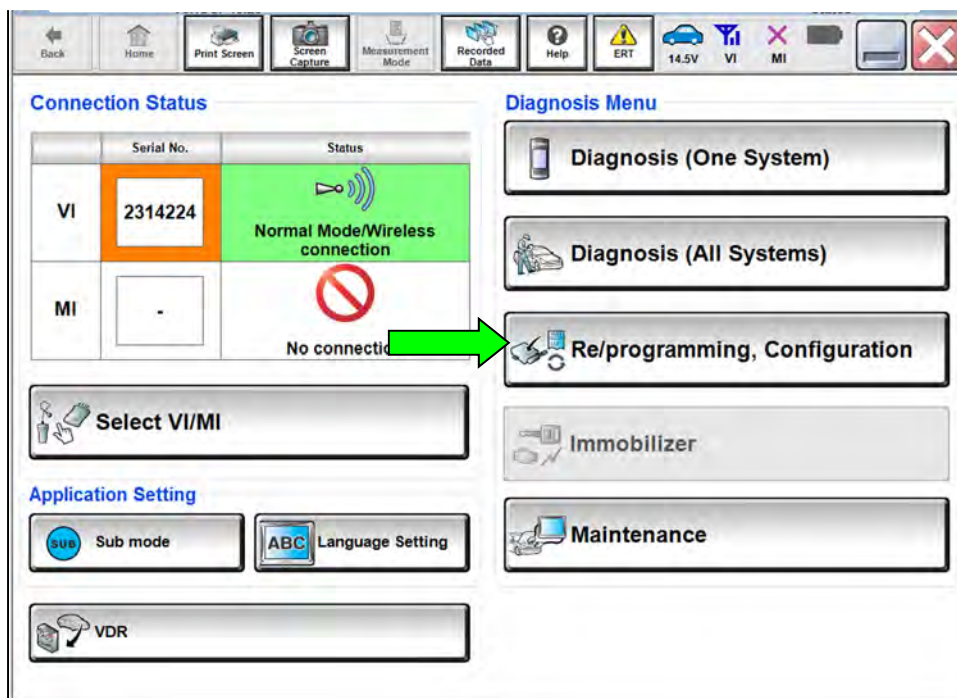 Back
Home
Print Screen
Screen
Capture
Measurement
Mode
Recorded
Data
Help
ERT
14.5V
VI
MI
Connection Status
Serial No.
Status
VI
2314224
Normal Mode/Wireless
connection
MI
-
No connectio
Select VI/MI
Application Setting
SUB
Sub mode
ABC
Language Setting
VDR
Diagnosis Menu
Diagnosis (One System)
Diagnosis (All Systems)
Re/programming, Configuration
Immobilizer
Maintenance